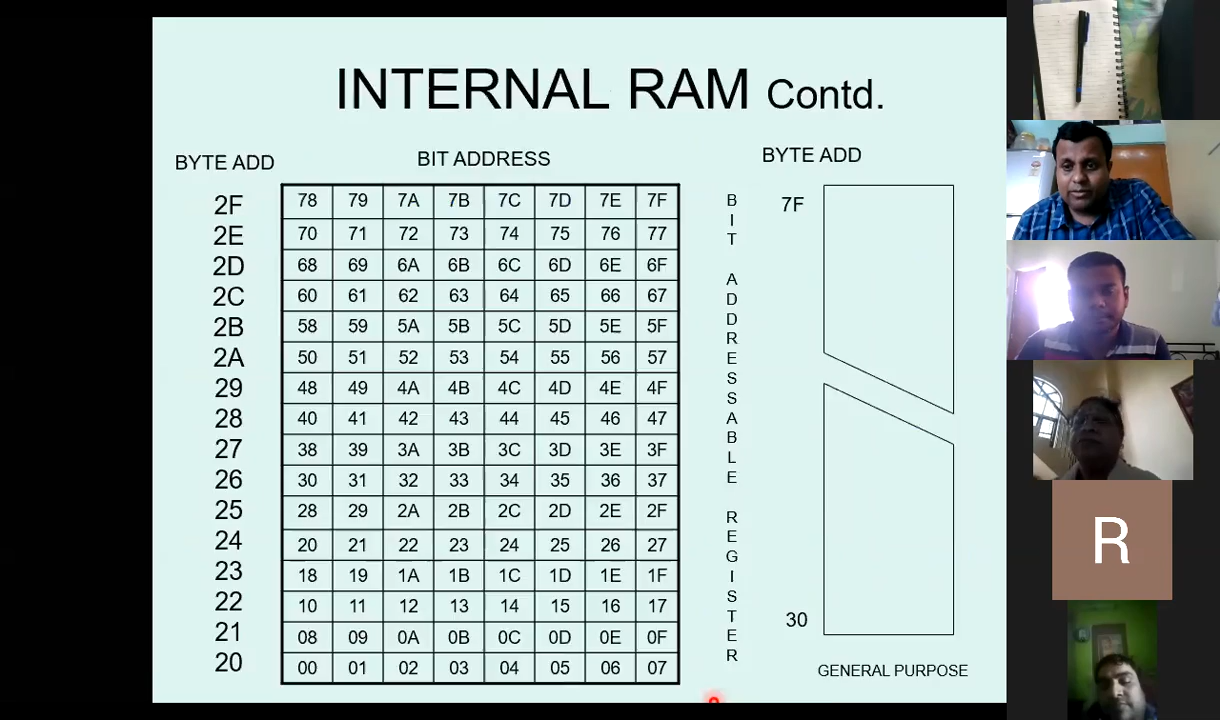 INTERNAL RAM Contd.
BYTE ADD
BIT ADDRESS
BYTE ADD
2F 78 79 7A 7B 7C 7D 7E 7F
2E 70 71 72 73 74 75 76 77
2D 68 69 6A 6B 6C 6D 6E 6F
2C 60 61 62 63 64 65 66 67
2B 58 59 5A 5B 5C 5D 5E 5F
2A 50 51 52 53 54 55 56 57
29 48 49 4A 4B 4C 4D 4E 4F
28 40 41 42 43 44 45 46 47
27 38 39 3A 3B 3C 3D 3E 3F
26 30 31 32 33 34 35 36 37
25 28 29 2A 2B 2C 2D 2E 2F
24 20 21 22 23 24 25 26 27
23 18 19 1A 1B 1C 1D 1E 1F
22 10 11 12 13 14 15 16 17
21 08 09 0A 0B 0C 0D 0E 0F
20 00 01 02 03 04 05 06 07
BIT ADDRESSABLE REGISTER
7F
30
GENERAL PURPOSE
R